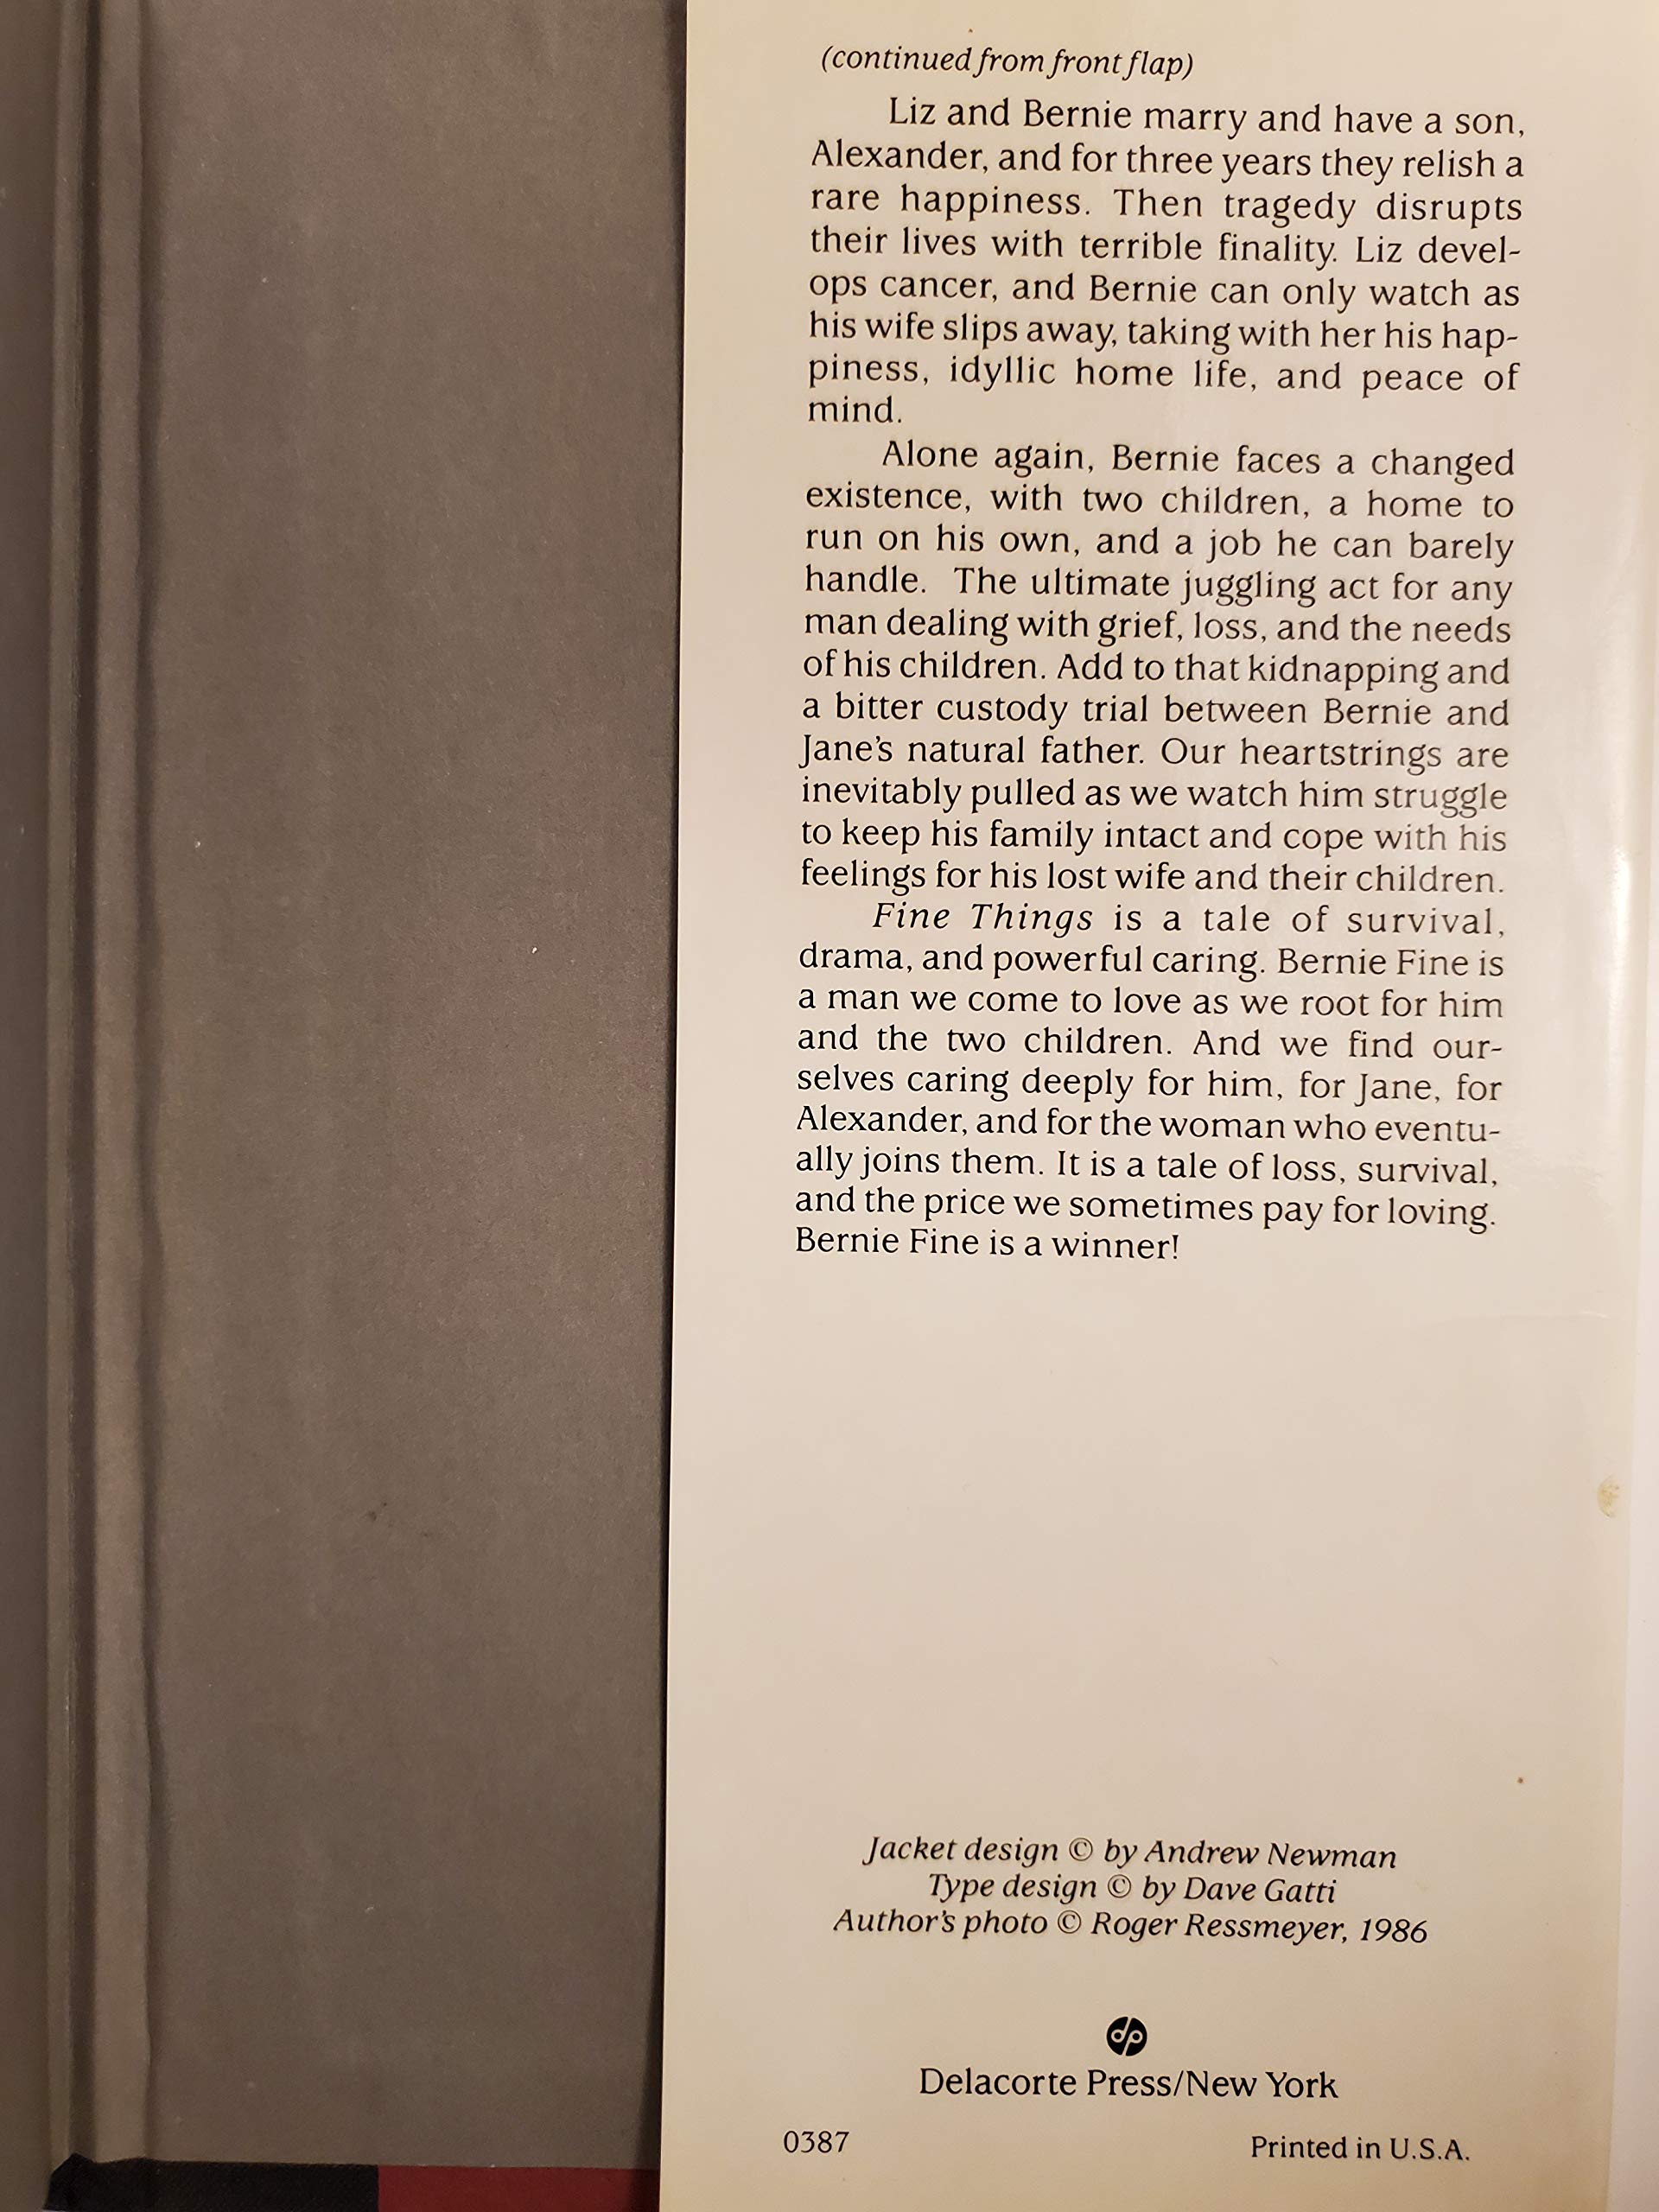 (continued from front flap)
Liz and Bernie marry and have a son,
Alexander, and for three years they relish a
rare happiness. Then tragedy disrupts
their lives with terrible finality. Liz devel-
ops cancer, and Bernie can only watch as
his wife slips away, taking with her his hap-
piness, idyllic home life, and peace of
mind.
Alone again, Bernie faces a changed
existence, with two children, a home to
run on his own, and a job he can barely
handle. The ultimate juggling act for any
man dealing with grief, loss, and the needs
of his children. Add to that kidnapping and
a bitter custody trial between Bernie and
Jane's natural father. Our heartstrings are
inevitably pulled as we watch him struggle
to keep his family intact and cope with his
feelings for his lost wife and their children.
Fine Things is a tale of survival,
drama, and powerful caring. Bernie Fine is
a man we come to love as we root for him
and the two children. And we find our-
selves caring deeply for him, for Jane, for
Alexander, and for the woman who eventu-
ally joins them. It is a tale of loss, survival,
and the price we sometimes pay for loving.
Bernie Fine is a winner!
Jacket design © by Andrew Newman
Type design © by Dave Gatti
Author's photo © Roger Ressmeyer, 1986
dp
Delacorte Press/New York
0387 Printed in U.S.A.